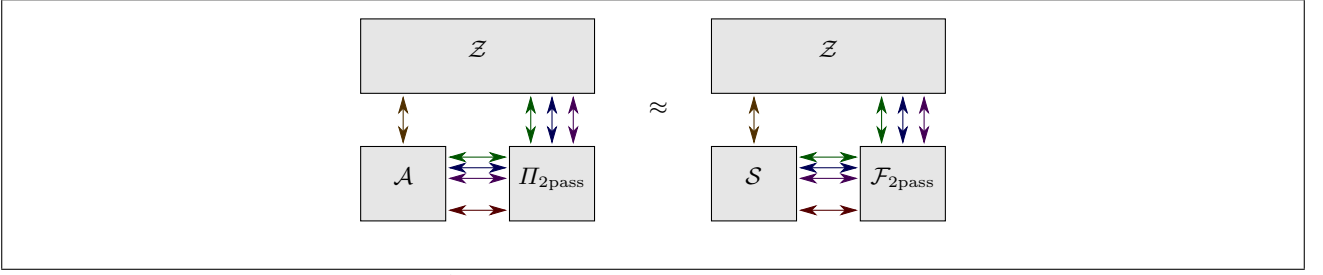 𝒵 𝒵
≈
𝒜 Π₂pass 𝒮 ℱ₂pass